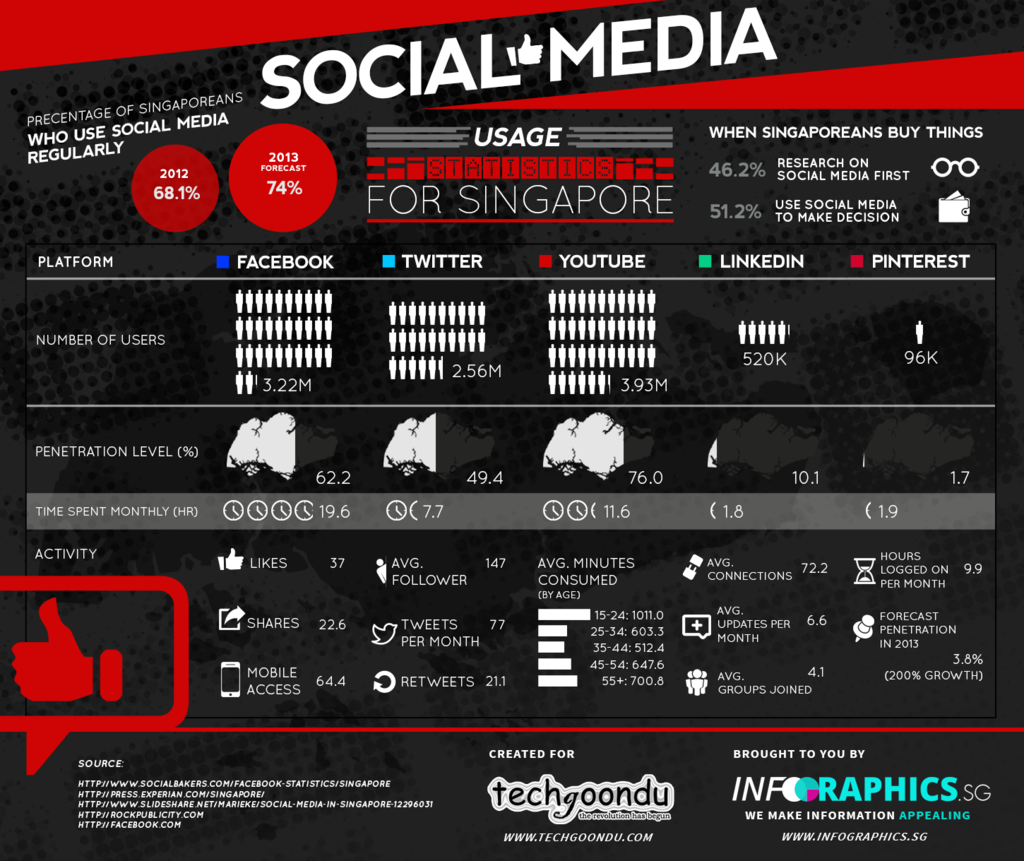 SOCIAL MEDIA
PRECENTAGE OF SINGAPOREANS
WHO USE SOCIAL MEDIA
REGULARLY
2012
68.1%
2013
FORECAST
74%
USAGE
STATISTICS
FOR SINGAPORE
WHEN SINGAPOREANS BUY THINGS
46.2% RESEARCH ON
SOCIAL MEDIA FIRST
51.2% USE SOCIAL MEDIA
TO MAKE DECISION
PLATFORM FACEBOOK TWITTER YOUTUBE LINKEDIN PINTEREST
NUMBER OF USERS 3.22M 2.56M 3.93M 520K 96K
PENETRATION LEVEL (%) 62.2 49.4 76.0 10.1 1.7
TIME SPENT MONTHLY (HR) 19.6 7.7 11.6 1.8 1.9
ACTIVITY
LIKES 37
SHARES 22.6
MOBILE
ACCESS 64.4
AVG.
FOLLOWER 147
TWEETS
PER MONTH 77
RETWEETS 21.1
AVG. MINUTES
CONSUMED
(BY AGE)
15-24: 1011.0
25-34: 603.3
35-44: 512.4
45-54: 647.6
55+: 700.8
AVG.
CONNECTIONS 72.2
AVG.
UPDATES PER
MONTH 6.6
AVG.
GROUPS JOINED 4.1
HOURS
LOGGED ON
PER MONTH 9.9
FORECAST
PENETRATION
IN 2013
3.8%
(200% GROWTH)
SOURCE:
HTTP://WWW.SOCIALBAKERS.COM/FACEBOOK-STATISTICS/SINGAPORE
HTTP://PRESS.EXPERIAN.COM/SINGAPORE/
HTTP://WWW.SLIDESHARE.NET/MARIEKE/SOCIAL-MEDIA-IN-SINGAPORE-12296031
HTTP://ROCKPUBLICITY.COM
HTTP://FACEBOOK.COM
CREATED FOR
techgoondu
the revolution has begun
WWW.TECHGOONDU.COM
BROUGHT TO YOU BY
INFOGRAPHICS.SG
WE MAKE INFORMATION APPEALING
WWW.INFOGRAPHICS.SG